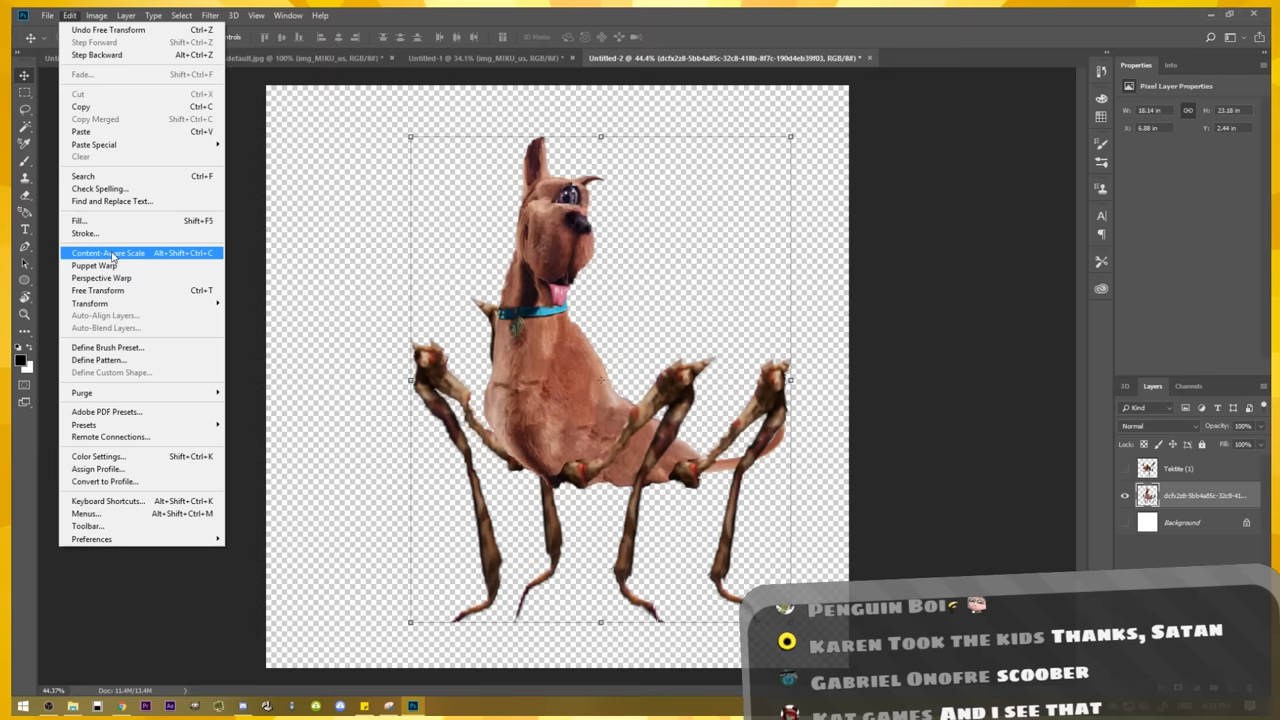 Ps File Edit Image Layer Type Select Filter 3D View Window Help
Undo Free Transform Ctrl+Z
Step Forward Shift+Ctrl+Z
Step Backward Alt+Ctrl+Z
Fade... Shift+Ctrl+F
Cut Ctrl+X
Copy Ctrl+C
Copy Merged Shift+Ctrl+C
Paste Ctrl+V
Paste Special
Clear
Search Ctrl+F
Check Spelling...
Find and Replace Text...
Fill... Shift+F5
Stroke...
Content-Aware Scale Alt+Shift+Ctrl+C
Puppet Warp
Perspective Warp
Free Transform Ctrl+T
Transform
Auto-Align Layers...
Auto-Blend Layers...
Define Brush Preset...
Define Pattern...
Define Custom Shape...
Purge
Adobe PDF Presets...
Presets
Remote Connections...
Color Settings... Shift+Ctrl+K
Assign Profile...
Convert to Profile...
Keyboard Shortcuts... Alt+Shift+Ctrl+K
Menus... Alt+Shift+Ctrl+M
Toolbar...
Preferences
3D Mode:
default.jpg @ 100% (img_MIKU_us, RGB/8#) * × Untitled-1 @ 34.1% (img_MIKU_us, RGB/8#) * × Untitled-2 @ 44.4% (dcfx2z8-5bb4a85c-32c8-418b-8f7c-190d4eb39f03, RGB/8#) * ×
Properties Info
Pixel Layer Properties
W: 18.14 in H: 23.18 in
X: 6.88 in Y: 2.44 in
3D Layers Channels
Kind
Normal Opacity: 100%
Lock: Fill: 100%
Tektite (1)
dcfx2z8-5bb4a85c-32c8-41...
Background
Penguin Boi
Karen Took the kids Thanks, Satan
Gabriel Onofre scoober
Kat games And I see that
44.37% Doc: 11.4M/13.4M